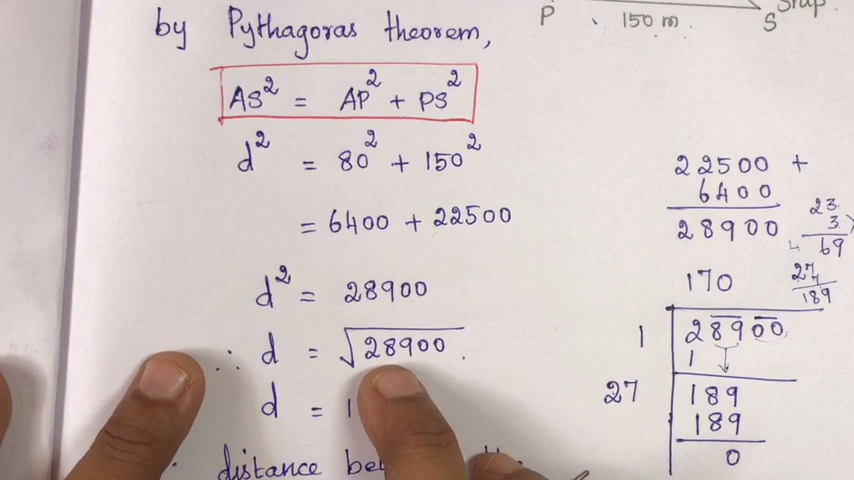 by Pythagoras theorem,
AS² = AP² + PS²
d² = 80² + 150²
= 6400 + 22500
d² = 28900
∴ d = √28900.
d = 1
distance
P 150 m S
22500 +
6400
28900
23
3
69
170
27
7
189
1 28900
1
27 189
189
0